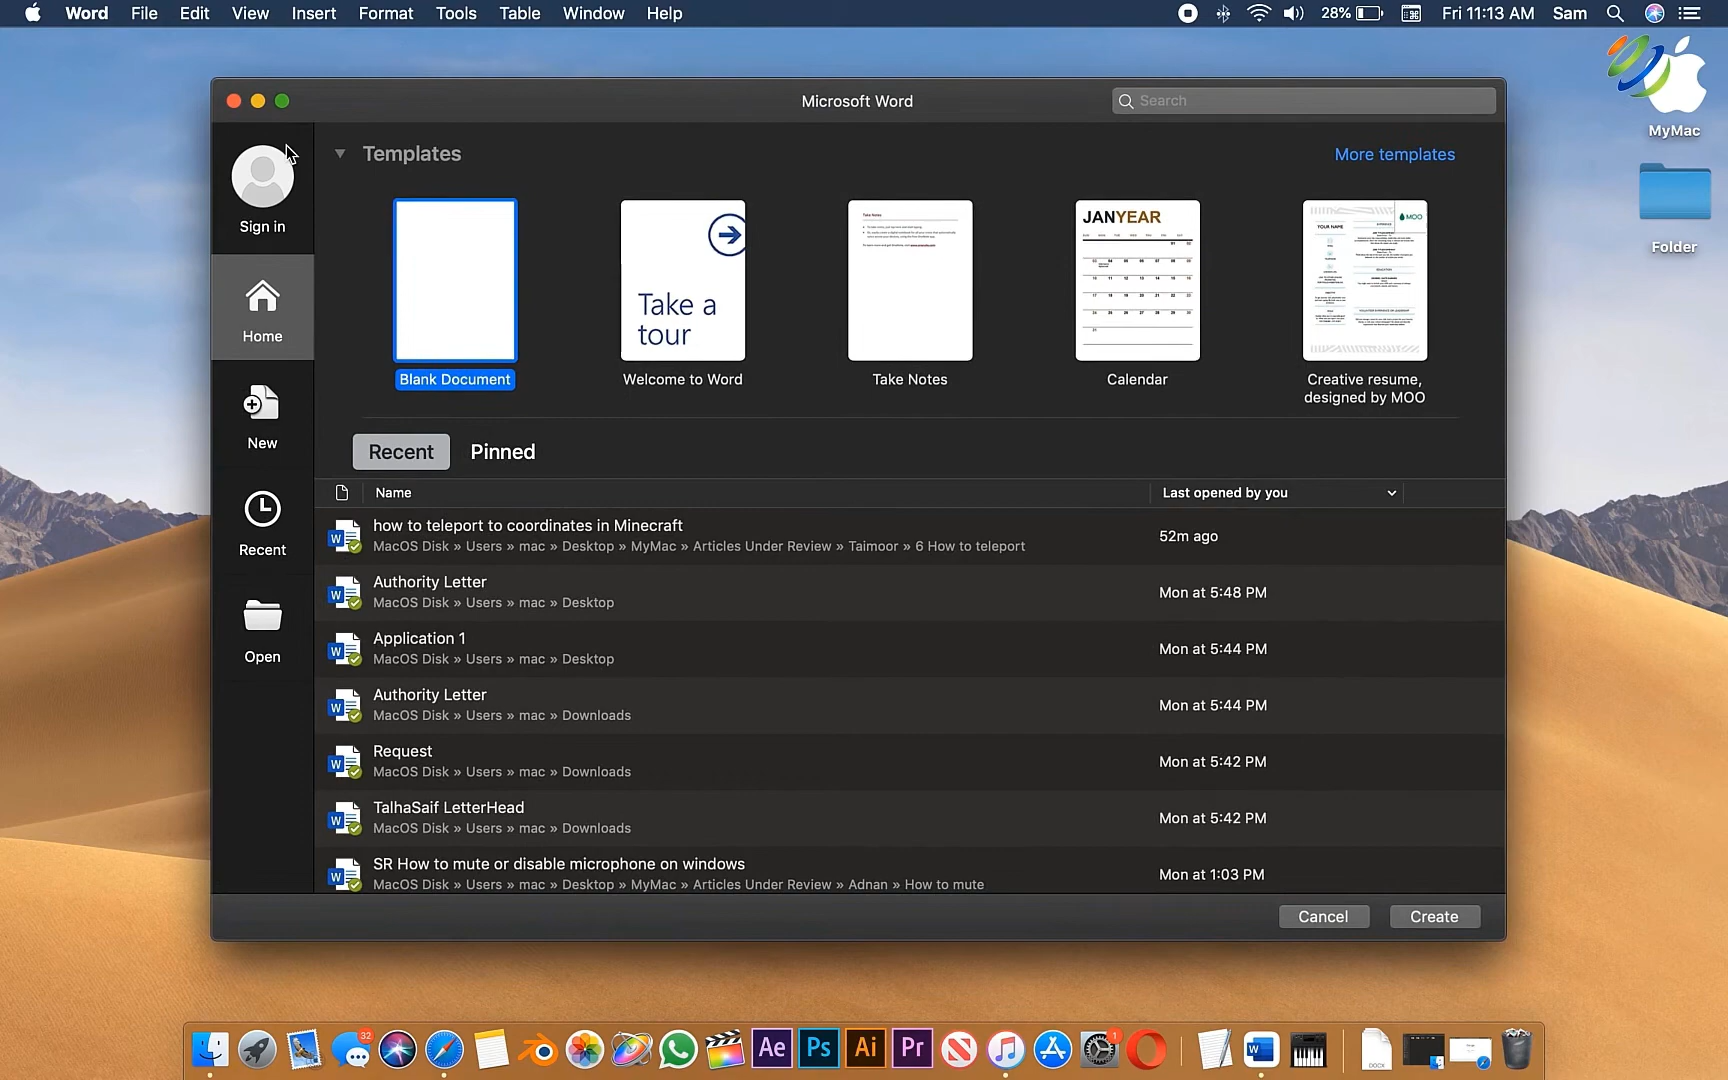 Word File Edit View Insert Format Tools Table Window Help 28% Fri 11:13 AM Sam
Microsoft Word
Search
MyMac
Folder
Sign in
Home
New
Recent
Open
Templates
More templates
Take a
tour
Take Notes
JANYEAR
YOUR NAME
MOO
Blank Document
Welcome to Word
Take Notes
Calendar
Creative resume,
designed by MOO
Recent Pinned
Name Last opened by you
how to teleport to coordinates in Minecraft
MacOS Disk » Users » mac » Desktop » MyMac » Articles Under Review » Taimoor » 6 How to teleport
52m ago
Authority Letter
MacOS Disk » Users » mac » Desktop
Mon at 5:48 PM
Application 1
MacOS Disk » Users » mac » Desktop
Mon at 5:44 PM
Authority Letter
MacOS Disk » Users » mac » Downloads
Mon at 5:44 PM
Request
MacOS Disk » Users » mac » Downloads
Mon at 5:42 PM
TalhaSaif LetterHead
MacOS Disk » Users » mac » Downloads
Mon at 5:42 PM
SR How to mute or disable microphone on windows
MacOS Disk » Users » mac » Desktop » MyMac » Articles Under Review » Adnan » How to mute
Mon at 1:03 PM
Cancel Create
32 Ae Ps Ai Pr 1 W DOCX